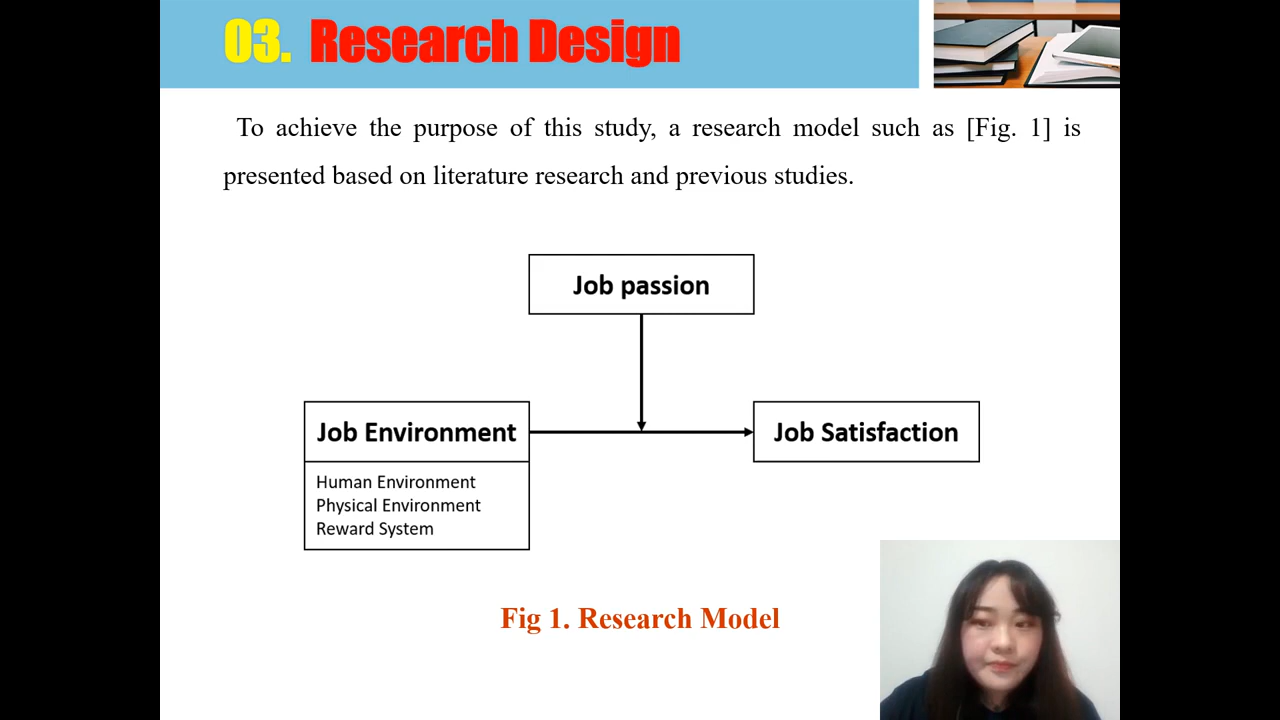 03. Research Design
To achieve the purpose of this study, a research model such as [Fig. 1] is
presented based on literature research and previous studies.
Job passion
Job Environment
Job Satisfaction
Human Environment
Physical Environment
Reward System
Fig 1. Research Model